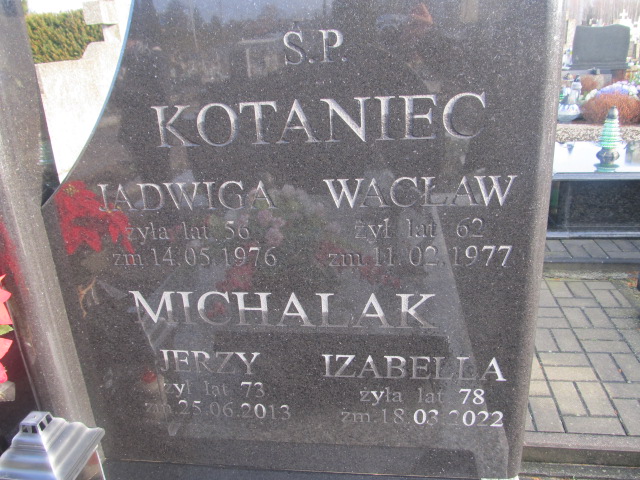 Ś.P.
KOTANIEC
JADWIGA WACŁAW
żyła lat 56 żył lat 62
zm.14.05.1976 zm.11.02.1977
MICHALAK
JERZY IZABELLA
żył lat 73 żyła lat 78
zm.25.06.2013 zm.18.03.2022